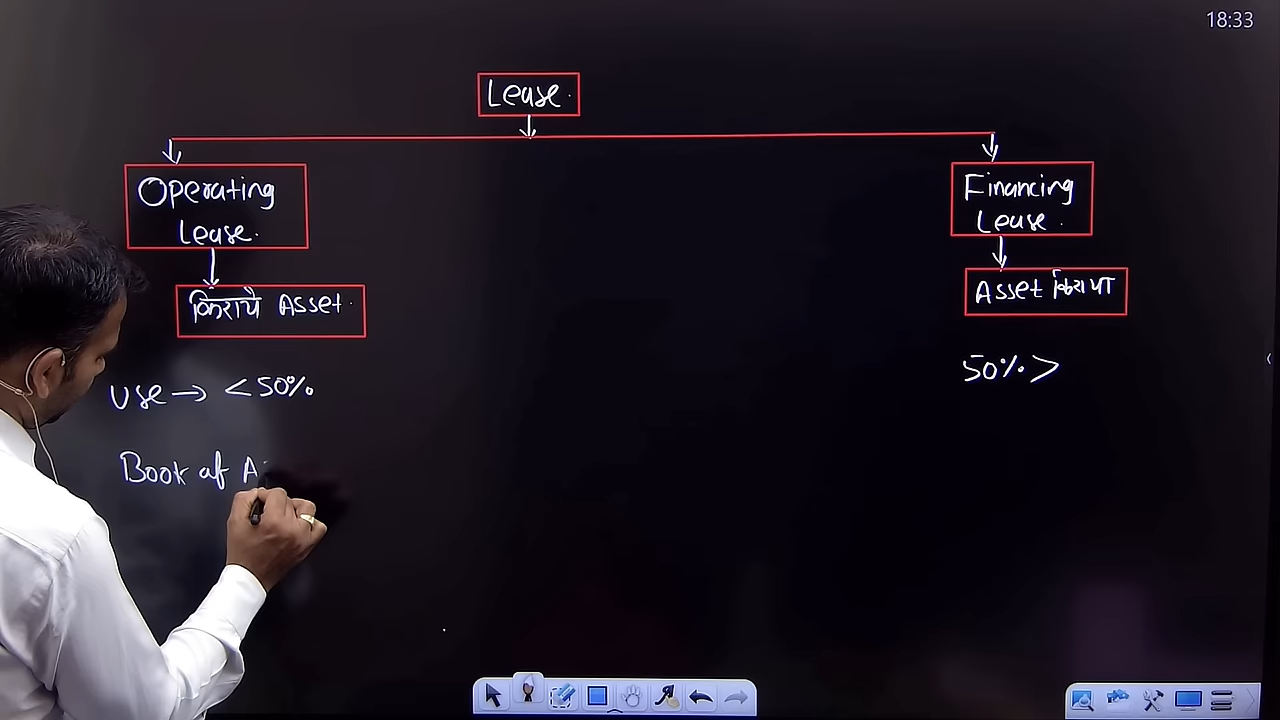 18:33
Lease.
Operating
Lease.
Financing
Lease.
किरायै Asset.
Asset किराया
Use → <50%
50% >
Book of A